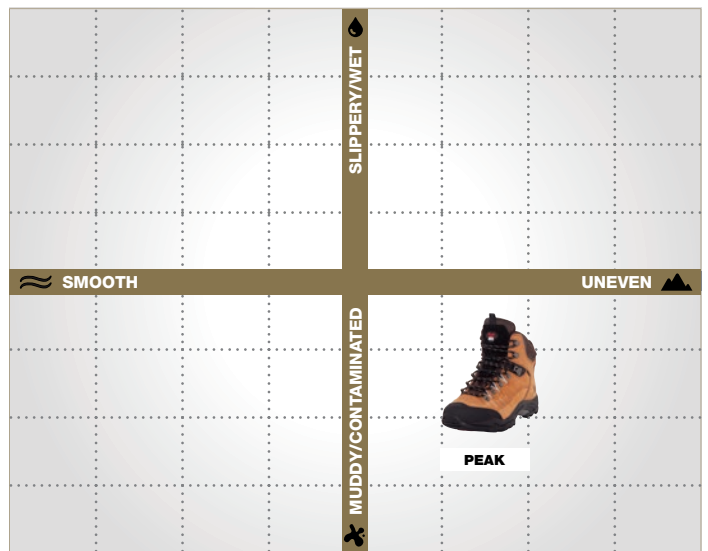 SLIPPERY/WET
SMOOTH
UNEVEN
MUDDY/CONTAMINATED
PEAK